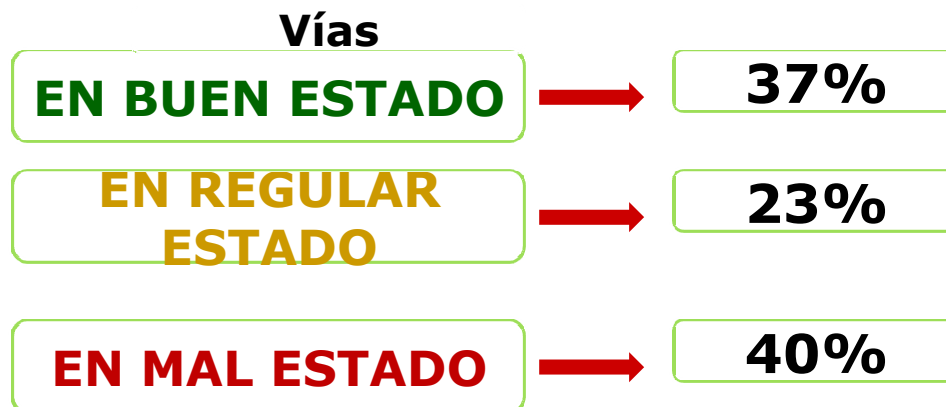 Vías
EN BUEN ESTADO
37%
EN REGULAR
ESTADO
23%
EN MAL ESTADO
40%